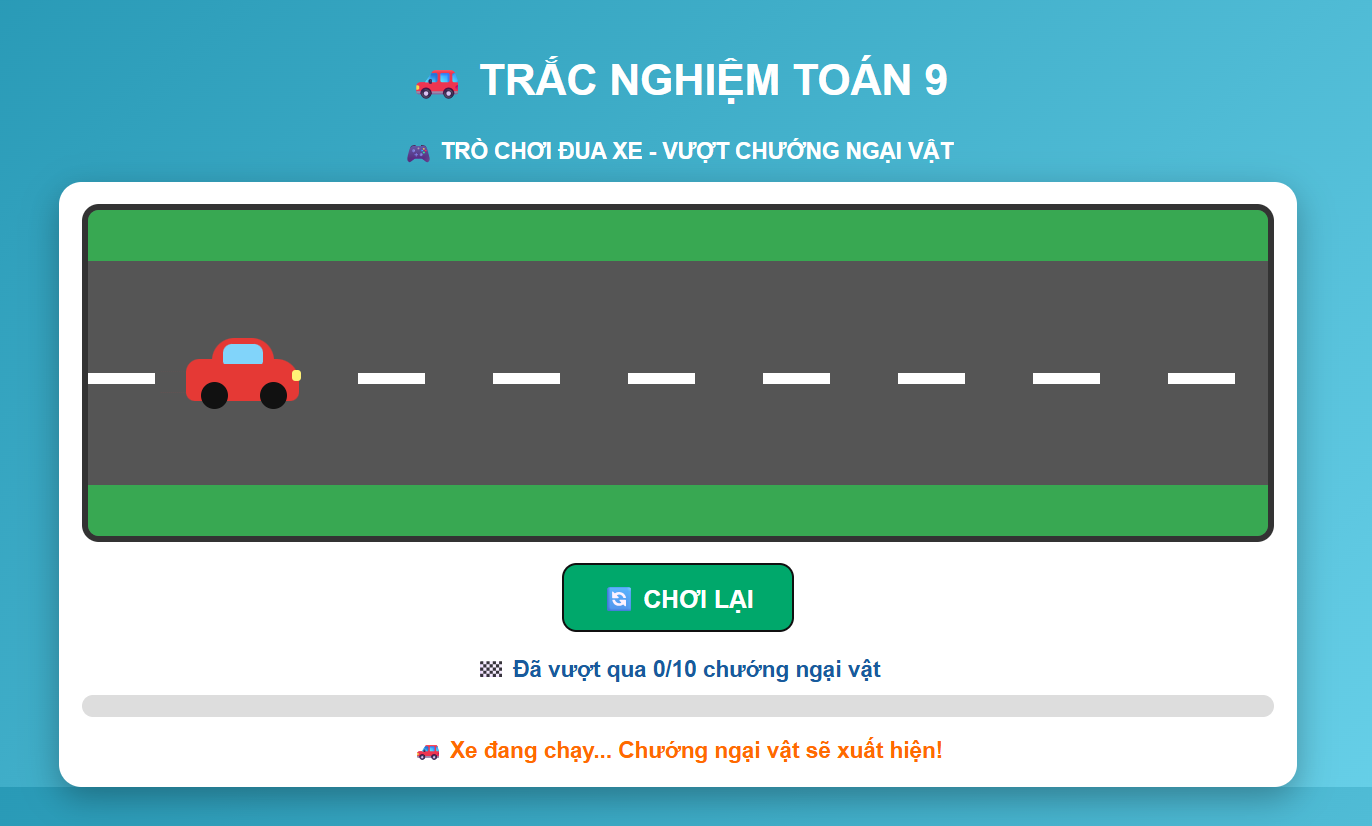 TRẮC NGHIỆM TOÁN 9
TRÒ CHƠI ĐUA XE - VƯỢT CHƯỚNG NGẠI VẬT
CHƠI LẠI
Đã vượt qua 0/10 chướng ngại vật
Xe đang chạy... Chướng ngại vật sẽ xuất hiện!